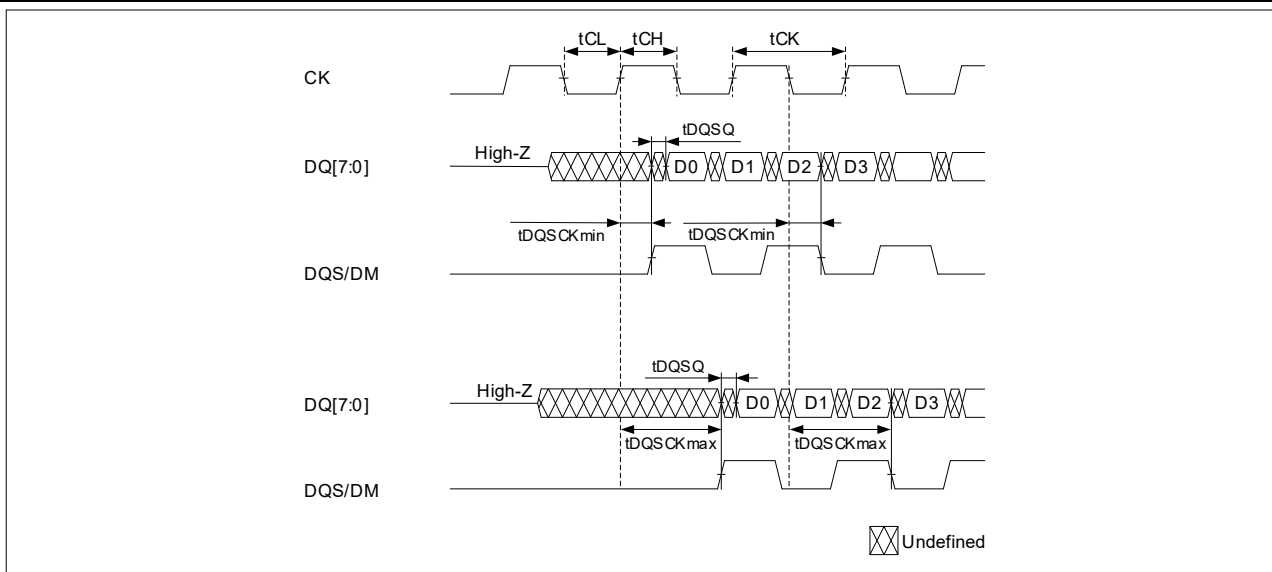 tCL tCH tCK
CK
tDQSQ
High-Z
DQ[7:0] D0 D1 D2 D3
tDQSCKmin tDQSCKmin
DQS/DM
tDQSQ
High-Z
DQ[7:0] D0 D1 D2 D3
tDQSCKmax tDQSCKmax
DQS/DM
Undefined